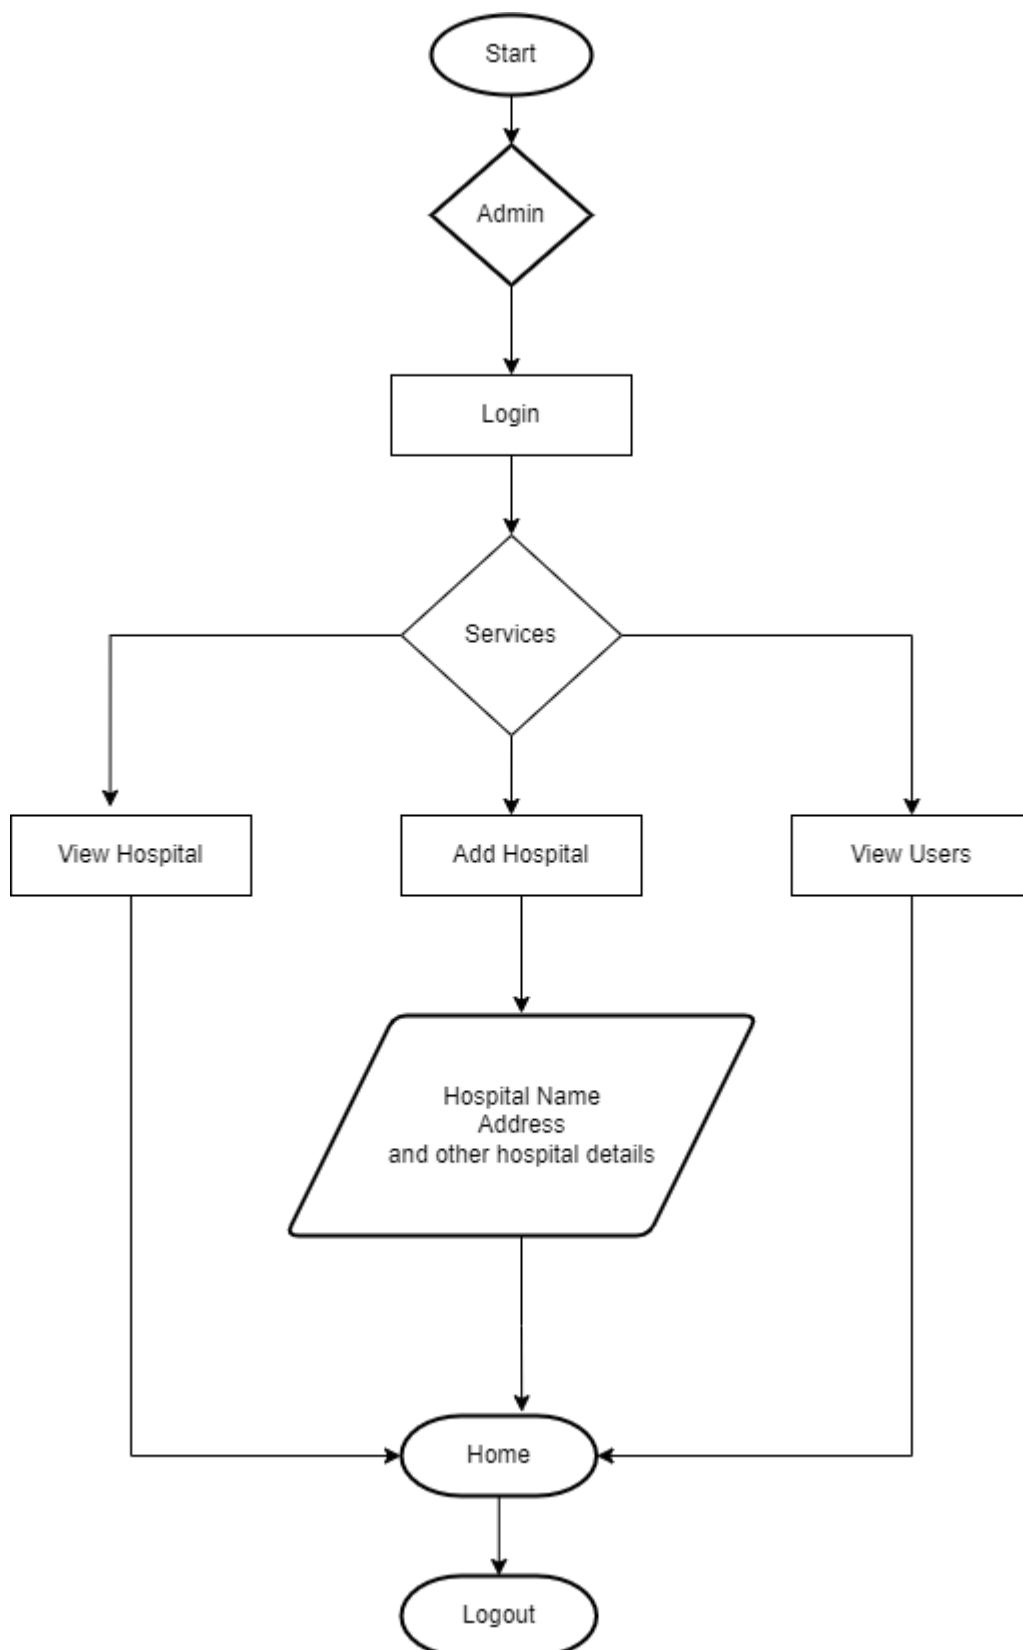 Start
Admin
Login
Services
View Hospital
Add Hospital
View Users
Hospital Name
Address
and other hospital details
Home
Logout